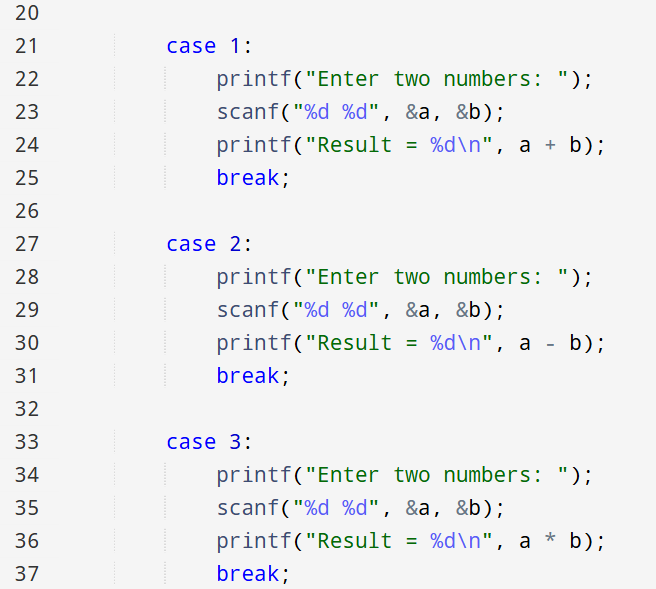 20
21 case 1:
22 printf("Enter two numbers: ");
23 scanf("%d %d", &a, &b);
24 printf("Result = %d\n", a + b);
25 break;
26
27 case 2:
28 printf("Enter two numbers: ");
29 scanf("%d %d", &a, &b);
30 printf("Result = %d\n", a - b);
31 break;
32
33 case 3:
34 printf("Enter two numbers: ");
35 scanf("%d %d", &a, &b);
36 printf("Result = %d\n", a * b);
37 break;